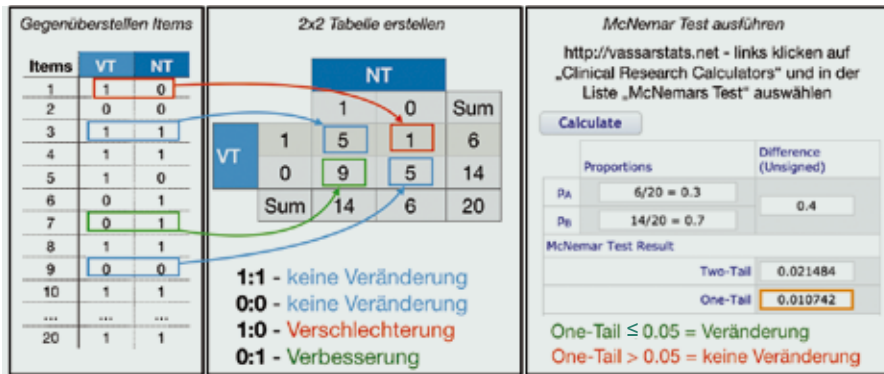 Gegenüberstellen Items
Items VT NT
1 1 0
2 0 0
3 1 1
4 1 1
5 1 0
6 0 1
7 0 1
8 1 1
9 0 0
10 1 1
... ... ...
20 1 1
2x2 Tabelle erstellen
NT
1 0 Sum
VT
1 5 1 6
0 9 5 14
Sum 14 6 20
1:1 - keine Veränderung
0:0 - keine Veränderung
1:0 - Verschlechterung
0:1 - Verbesserung
McNemar Test ausführen
http://vassarstats.net - links klicken auf
„Clinical Research Calculators“ und in der
Liste „McNemars Test“ auswählen
Calculate
Proportions
Difference
(Unsigned)
PA 6/20 = 0.3
0.4
PB 14/20 = 0.7
McNemar Test Result
Two-Tail 0.021484
One-Tail 0.010742
One-Tail ≤ 0.05 = Veränderung
One-Tail > 0.05 = keine Veränderung